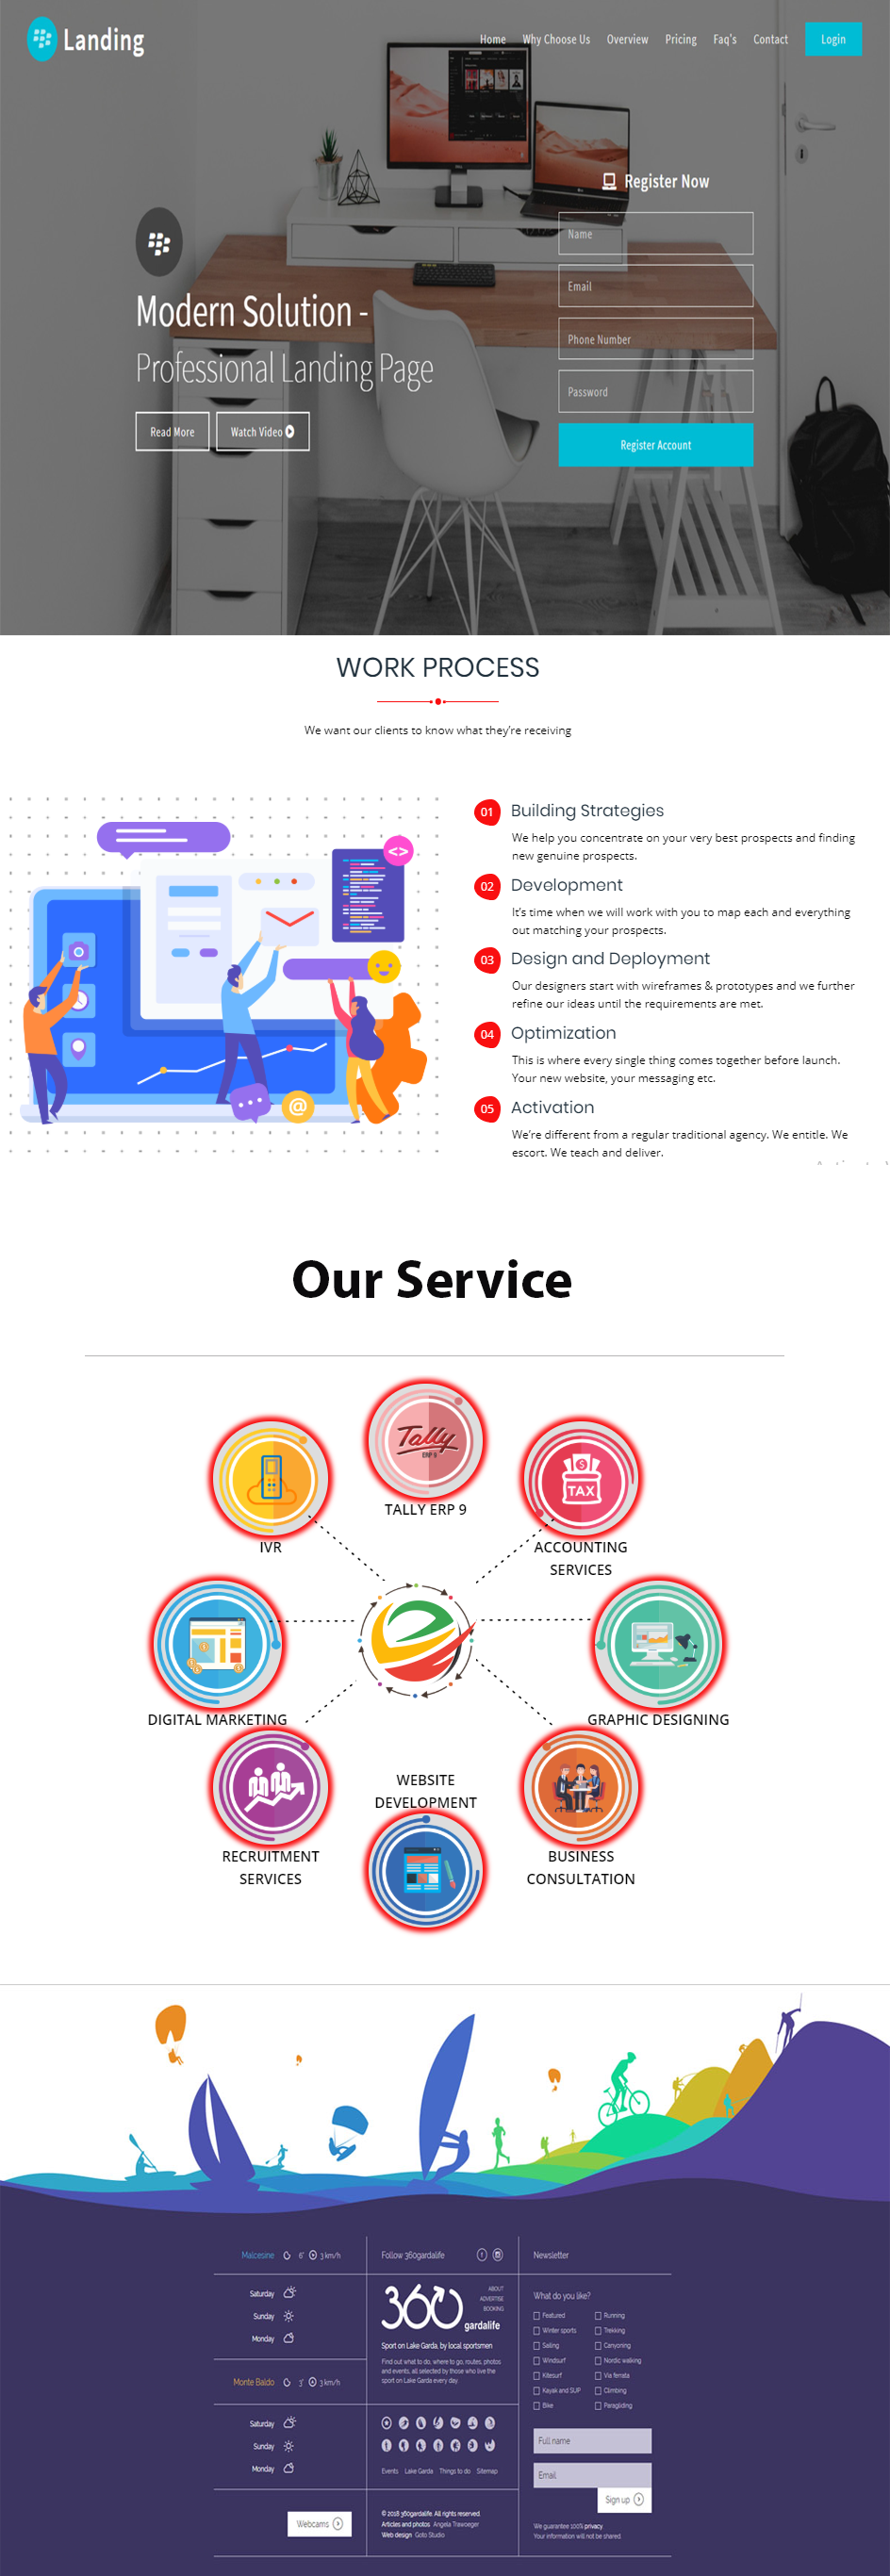 Landing
Home Why Choose Us Overview Pricing Faq's Contact Login
Register Now
Name
Email
Phone Number
Password
Register Account
Modern Solution -
Professional Landing Page
Read More Watch Video
WORK PROCESS
We want our clients to know what they're receiving
01 Building Strategies
We help you concentrate on your very best prospects and finding
new genuine prospects.
02 Development
It's time when we will work with you to map each and everything
out matching your prospects.
03 Design and Deployment
Our designers start with wireframes & prototypes and we further
refine our ideas until the requirements are met.
04 Optimization
This is where every single thing comes together before launch.
Your new website, your messaging etc.
05 Activation
We're different from a regular traditional agency. We entitle. We
escort. We teach and deliver.
Our Service
Tally
ERP 9
TALLY ERP 9
IVR
TAX
ACCOUNTING
SERVICES
DIGITAL MARKETING
GRAPHIC DESIGNING
WEBSITE
DEVELOPMENT
RECRUITMENT
SERVICES
BUSINESS
CONSULTATION
Malcesine 6° 3 km/h
Saturday
Sunday
Monday
Monte Baldo 3° 3 km/h
Saturday
Sunday
Monday
Webcams
Follow 360gardalife
ABOUT
ADVERTISE
BOOKING
360
gardalife
Sport on Lake Garda, by local sportsmen
Find out what to do, where to go, routes, photos
and events, all selected by those who live the
sport on Lake Garda every day.
Events Lake Garda Things to do Sitemap
© 2018 360gardalife. All rights reserved.
Articles and photos Angela Trawoeger
Web design Goto Studio
Newsletter
What do you like?
Featured Running
Winter sports Trekking
Sailing Canyoning
Windsurf Nordic walking
Kitesurf Via ferrata
Kayak and SUP Climbing
Bike Paragliding
Full name
Email
Sign up
We guarantee 100% privacy
Your information will not be shared